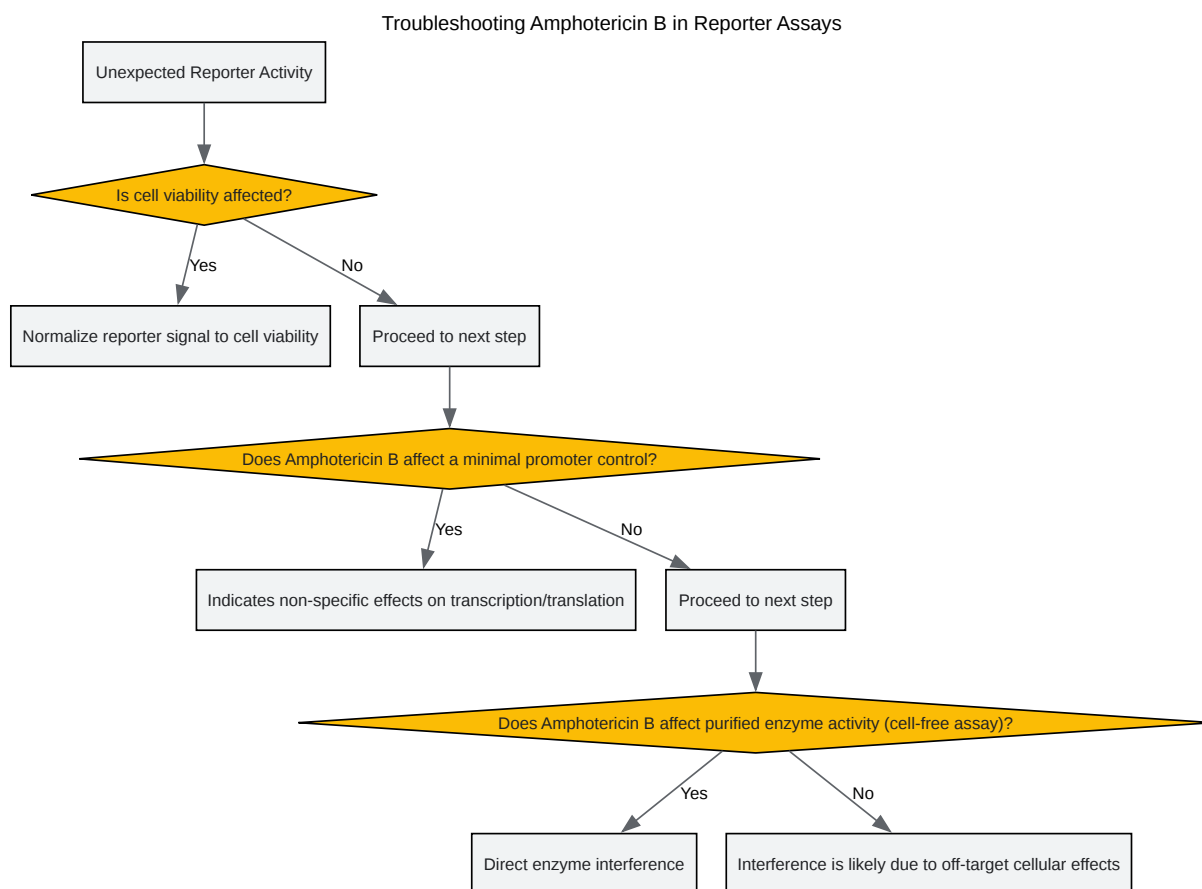 Troubleshooting Amphotericin B in Reporter Assays
Unexpected Reporter Activity
Is cell viability affected?
Yes
No
Normalize reporter signal to cell viability
Proceed to next step
Does Amphotericin B affect a minimal promoter control?
Yes
No
Indicates non-specific effects on transcription/translation
Proceed to next step
Does Amphotericin B affect purified enzyme activity (cell-free assay)?
Yes
No
Direct enzyme interference
Interference is likely due to off-target cellular effects